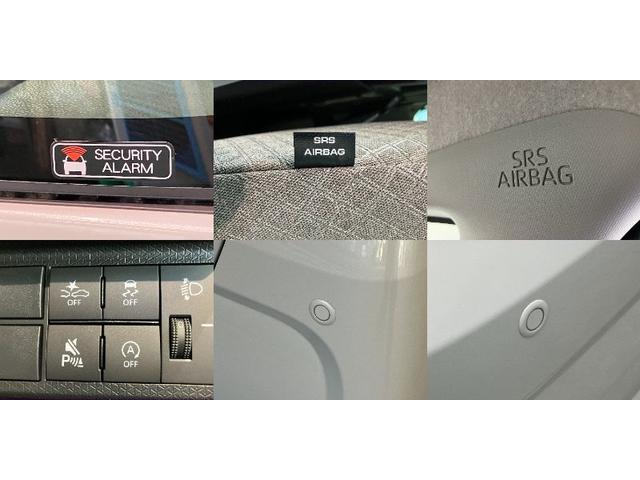 SECURITY
ALARM
SRS
AIRBAG
SRS
AIRBAG
OFF
OFF
P
A
OFF